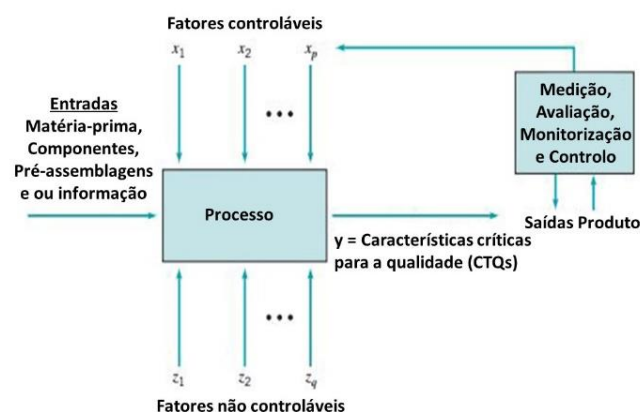 Fatores controláveis
x1 x2 xp
Entradas
Matéria-prima,
Componentes,
Pré-assemblagens
e ou informação
•••
Medição,
Avaliação,
Monitorização
e Controlo
Processo
Saídas Produto
y = Características críticas
para a qualidade (CTQs)
•••
z1 z2 zq
Fatores não controláveis